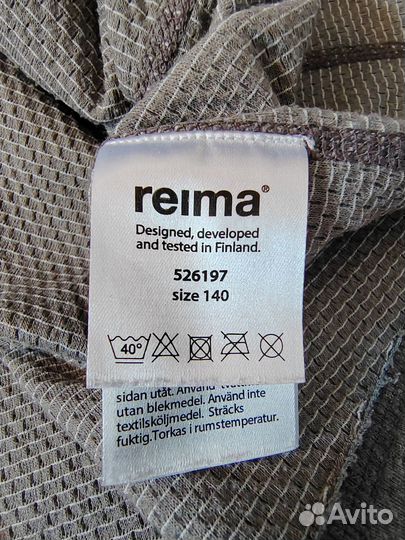 reima®
Designed, developed
and tested in Finland.
526197
size 140
40°
sidan utåt. Använd
utan blekmedel. Använd inte
textilsköljmedel. Sträcks
fuktig.Torkas i rumstemperatur.
Avito